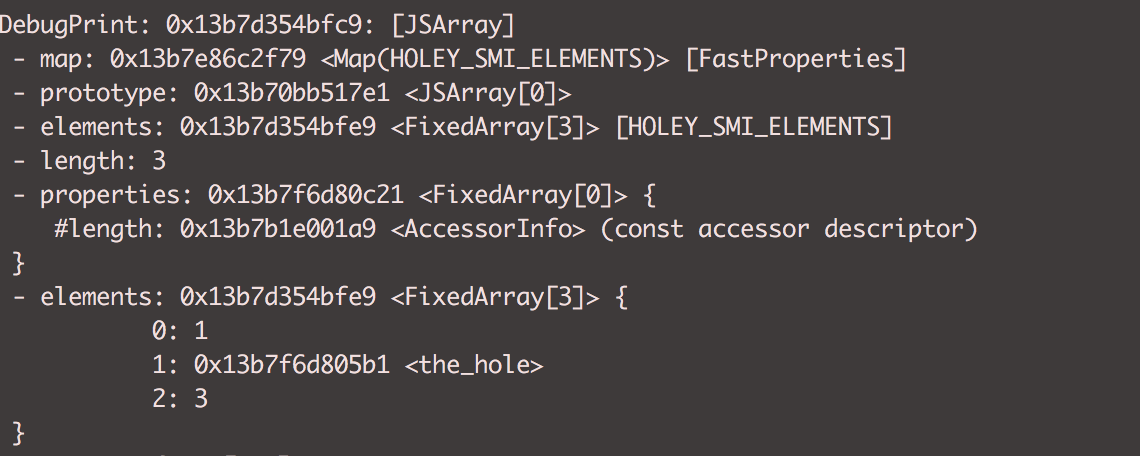 DebugPrint: 0x13b7d354bfc9: [JSArray]
- map: 0x13b7e86c2f79 <Map(HOLEY_SMI_ELEMENTS)> [FastProperties]
- prototype: 0x13b70bb517e1 <JSArray[0]>
- elements: 0x13b7d354bfe9 <FixedArray[3]> [HOLEY_SMI_ELEMENTS]
- length: 3
- properties: 0x13b7f6d80c21 <FixedArray[0]> {
#length: 0x13b7b1e001a9 <AccessorInfo> (const accessor descriptor)
}
- elements: 0x13b7d354bfe9 <FixedArray[3]> {
0: 1
1: 0x13b7f6d805b1 <the_hole>
2: 3
}